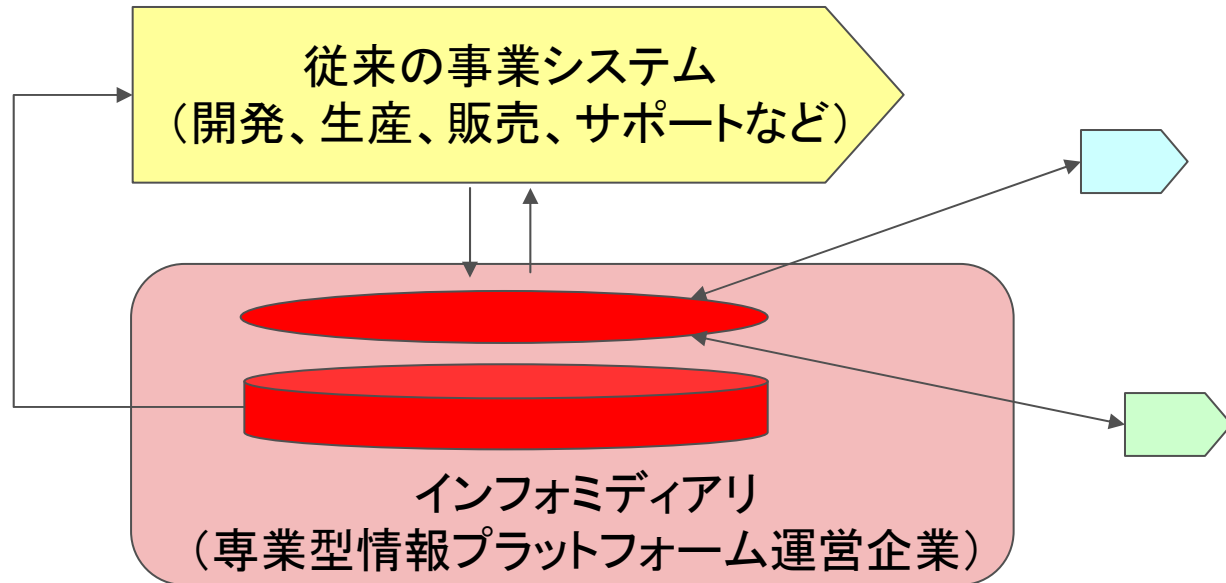 従来の事業システム
（開発、生産、販売、サポートなど）
インフォミディアリ
（専業型情報プラットフォーム運営企業）